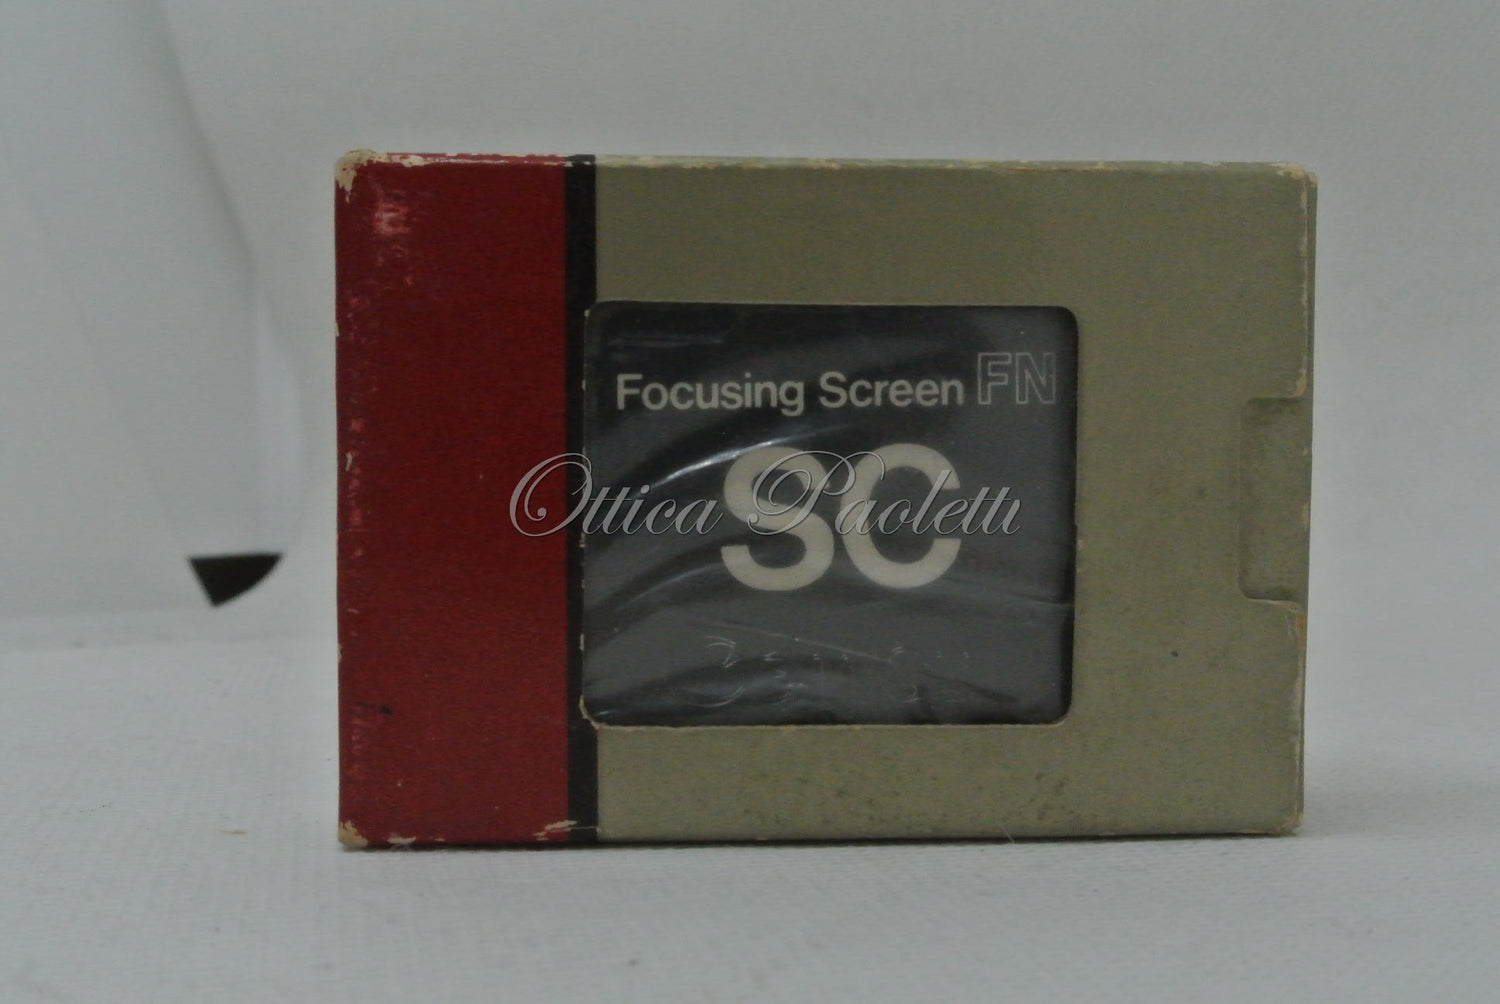 Focusing Screen FN
SC
Ottica Paoletti